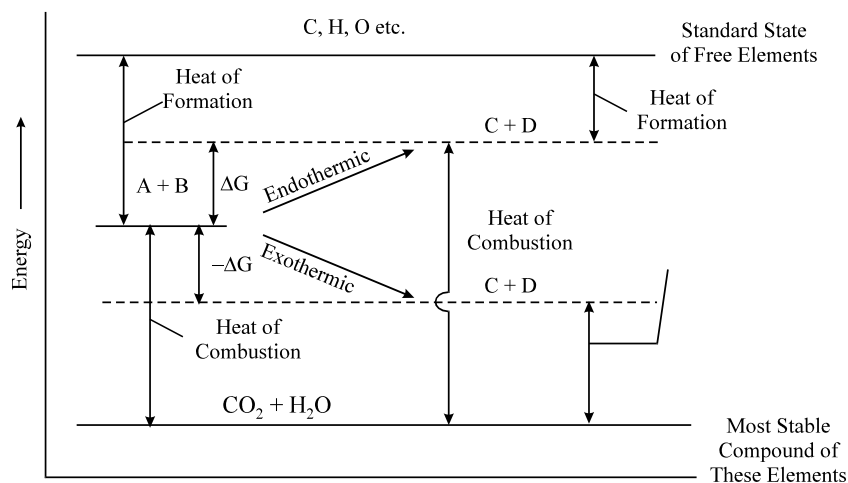 C, H, O etc.
Standard State
of Free Elements
Heat of
Formation
Heat of
Formation
C + D
Endothermic
A + B
ΔG
Heat of
Combustion
Energy
Exothermic
–ΔG
C + D
Heat of
Combustion
CO₂ + H₂O
Most Stable
Compound of
These Elements